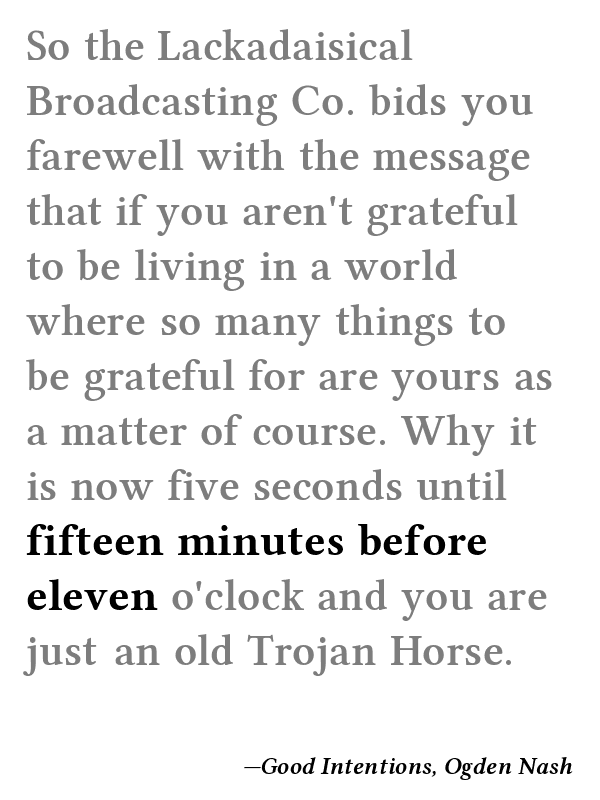 So the Lackadaisical
Broadcasting Co. bids you
farewell with the message
that if you aren't grateful
to be living in a world
where so many things to
be grateful for are yours as
a matter of course. Why it
is now five seconds until
fifteen minutes before
eleven o'clock and you are
just an old Trojan Horse.
—Good Intentions, Ogden Nash